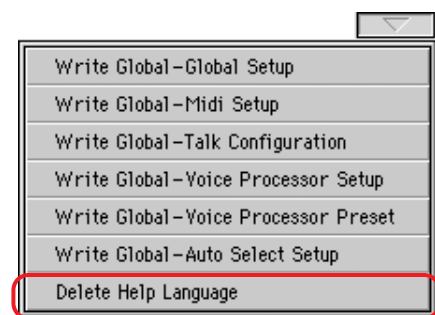 Write Global-Global Setup
Write Global-Midi Setup
Write Global-Talk Configuration
Write Global-Voice Processor Setup
Write Global-Voice Processor Preset
Write Global-Auto Select Setup
Delete Help Language